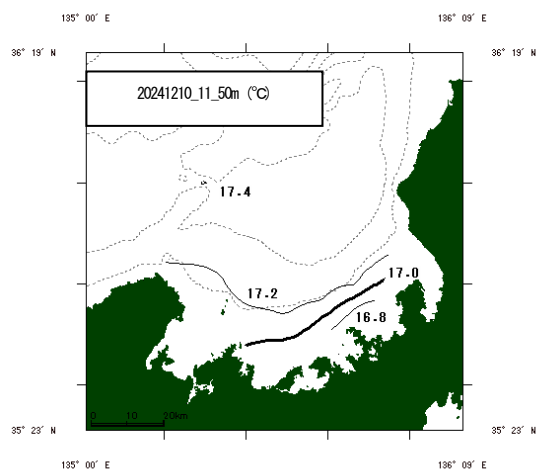 135° 00′ E
136° 09′ E
36° 19′ N
36° 19′ N
20241210_11_50m (℃)
17.4
17.2
17.0
16.8
0 10 20km
35° 23′ N
35° 23′ N
135° 00′ E
136° 09′ E